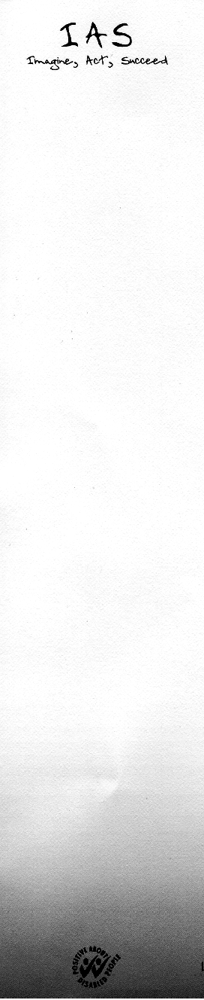 IAS
Imagine, Act, Succeed
POSITIVE ABOUT
DISABLED PEOPLE